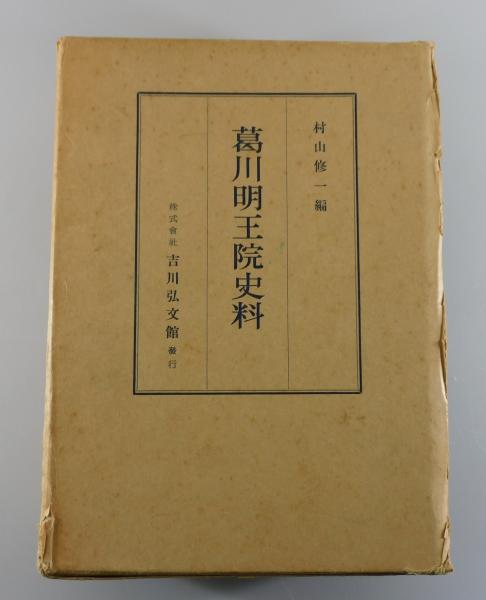 村山修一編
葛川明王院史料
株式會社 吉川弘文館 發行